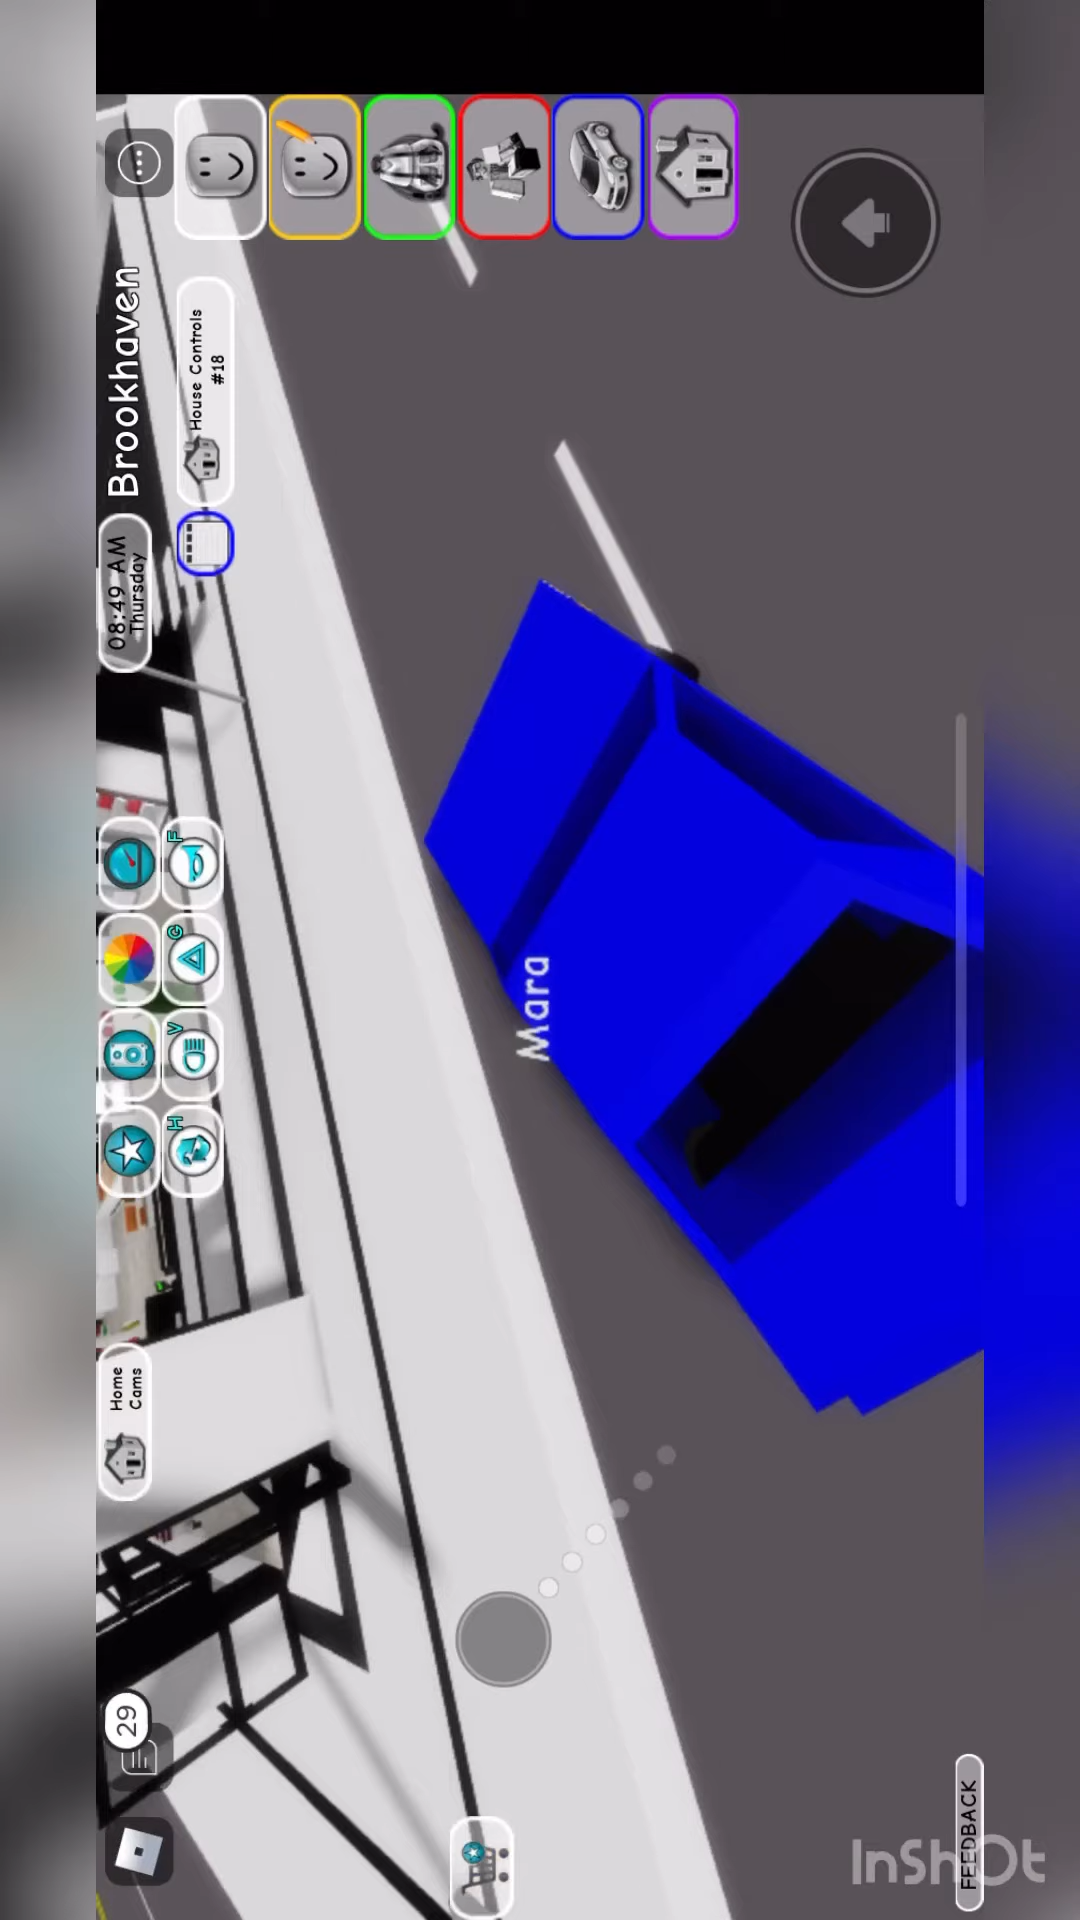 Brookhaven
08:49 AM
Thursday
House Controls
#18
F
G
V
H
Home
Cams
Mara
29
FEEDBACK
InShOt